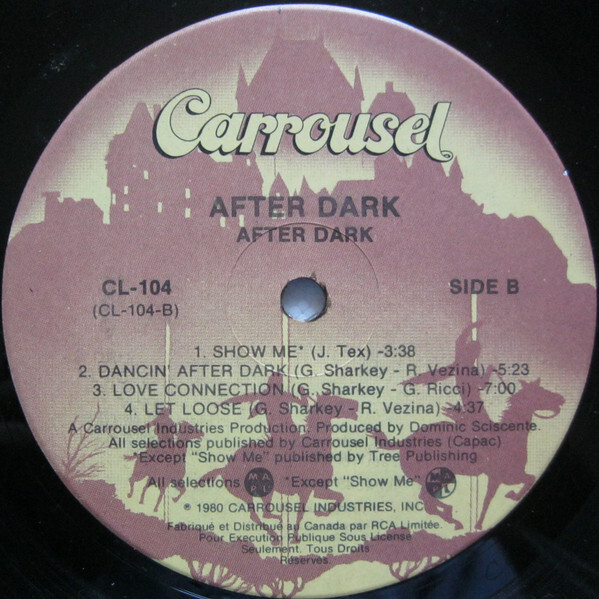 Carrousel
AFTER DARK
AFTER DARK
CL-104
(CL-104-B)
SIDE B
1. SHOW ME* (J. Tex) -3:38
2. DANCIN' AFTER DARK (G. Sharkey - R. Vezina) -5:23
3. LOVE CONNECTION (G. Sharkey - G. Ricci) -7:00
4. LET LOOSE (G. Sharkey - R. Vezina) -4:37
A Carrousel Industries Production. Produced by Dominic Sciscente.
All selections published by Carrousel Industries (Capac)
*Except "Show Me" published by Tree Publishing
All selections MAPL *Except "Show Me" MAPL
℗ 1980 CARROUSEL INDUSTRIES, INC.
Fabriqué et Distribué au Canada par RCA Limitée.
Pour Execution Publique Sous License
Seulement. Tous Droits
Réservés.